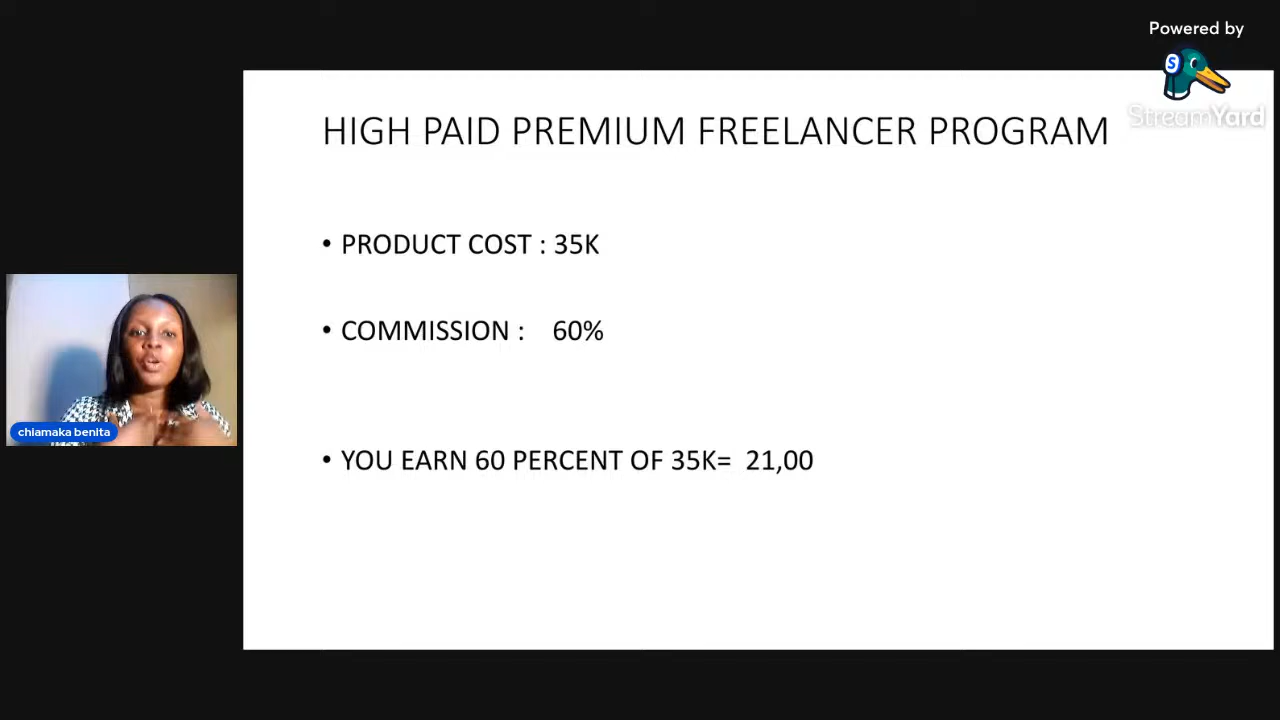 Powered by
StreamYard
HIGH PAID PREMIUM FREELANCER PROGRAM
• PRODUCT COST : 35K
• COMMISSION : 60%
• YOU EARN 60 PERCENT OF 35K= 21,00
chiamaka benita